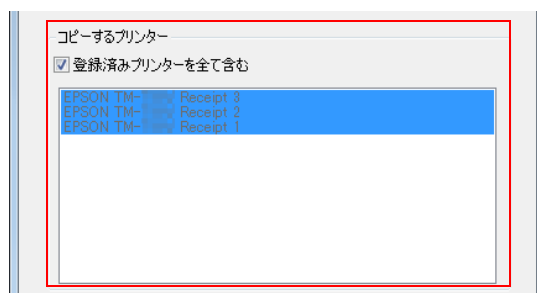 コピーするプリンター
登録済みプリンターを全て含む
EPSON TM- Receipt 3
EPSON TM- Receipt 2
EPSON TM- Receipt 1